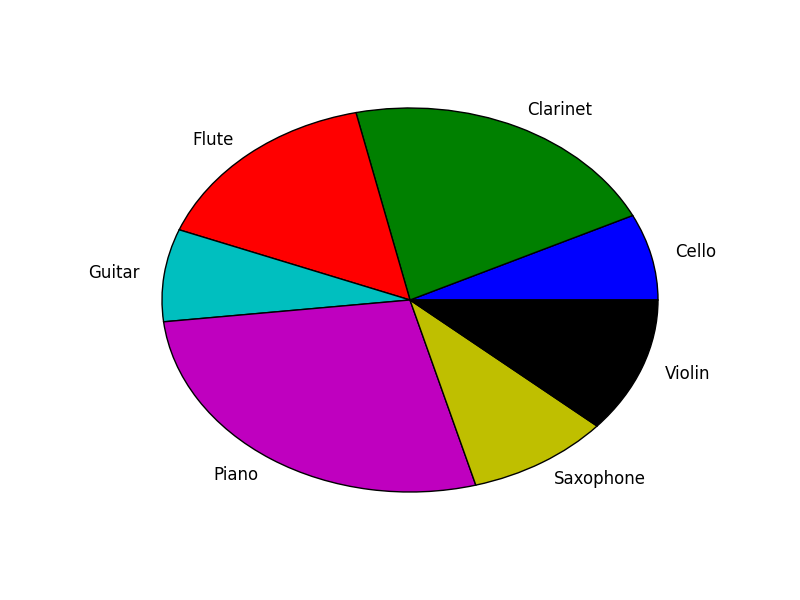 Clarinet
Flute
Cello
Guitar
Violin
Piano
Saxophone